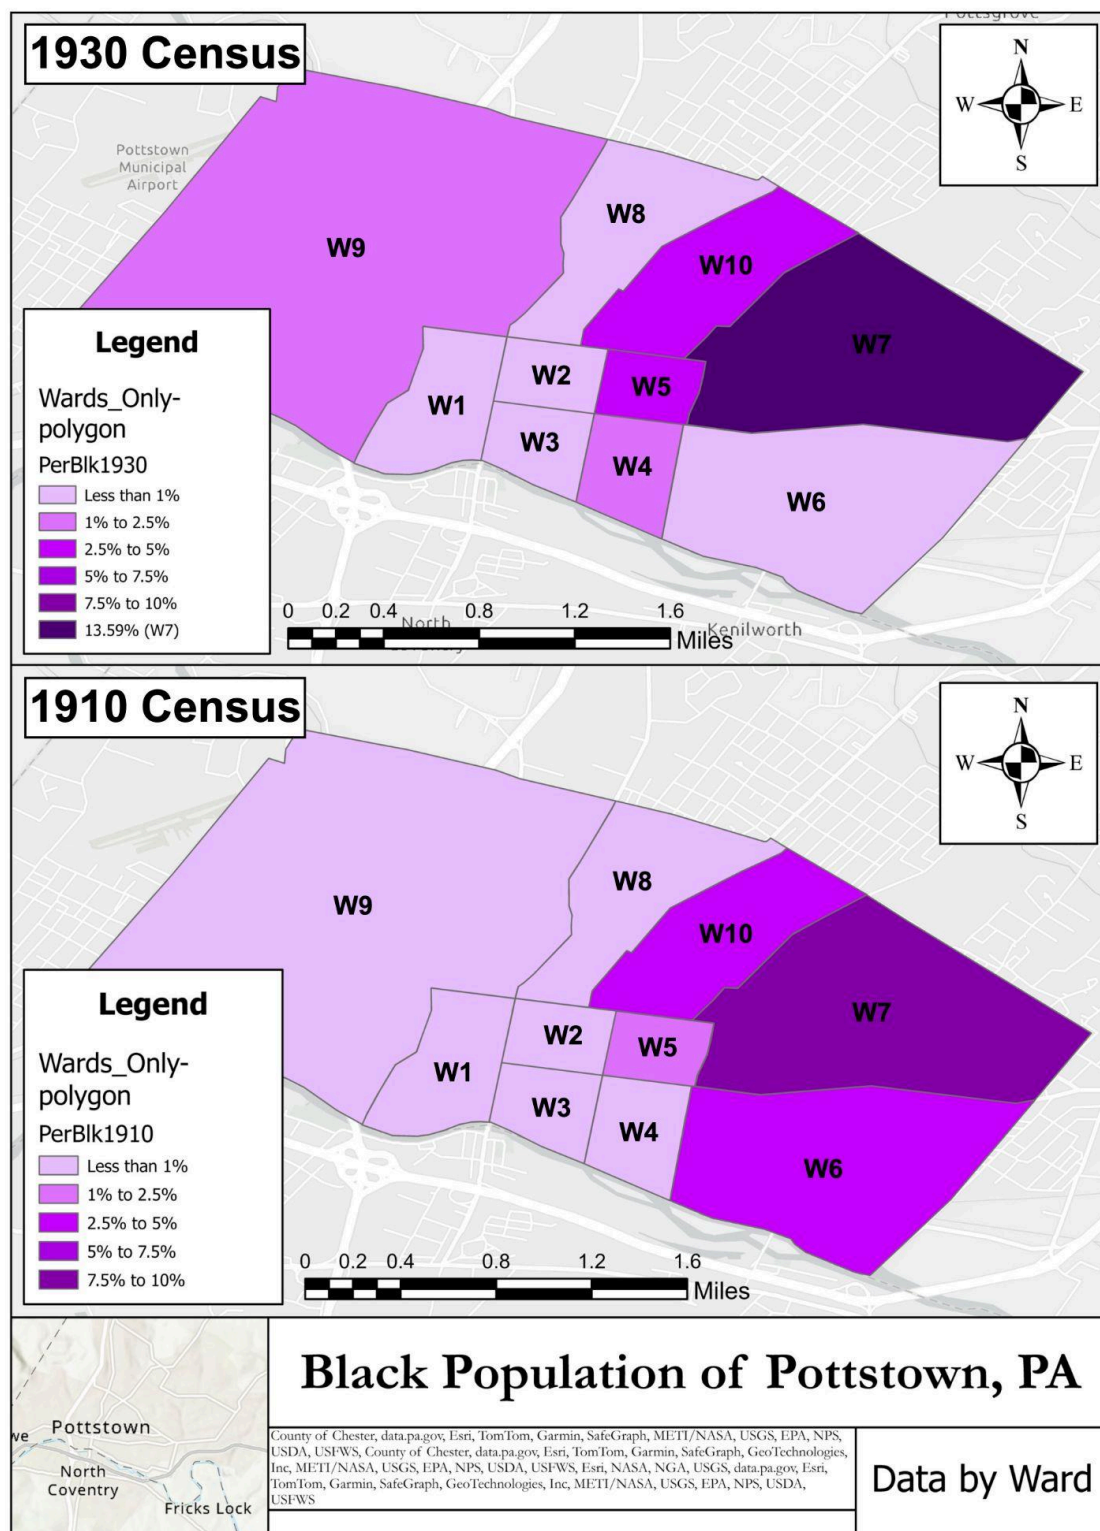 Pottsgrove
1930 Census
N
W
E
S
Pottstown
Municipal
Airport
W8
W9
W10
W7
W2
W5
W1
W3
W4
W6
Legend
Wards_Only-
polygon
PerBlk1930
Less than 1%
1% to 2.5%
2.5% to 5%
5% to 7.5%
7.5% to 10%
13.59% (W7)
0 0.2 0.4 0.8 1.2 1.6
Miles
North
Coventry
Kenilworth
1910 Census
N
W
E
S
W8
W9
W10
W7
W2
W5
W1
W3
W4
W6
Legend
Wards_Only-
polygon
PerBlk1910
Less than 1%
1% to 2.5%
2.5% to 5%
5% to 7.5%
7.5% to 10%
0 0.2 0.4 0.8 1.2 1.6
Miles
Pottstown
we
North
Coventry
Fricks Lock
Black Population of Pottstown, PA
County of Chester, data.pa.gov, Esri, TomTom, Garmin, SafeGraph, METI/NASA, USGS, EPA, NPS,
USDA, USFWS, County of Chester, data.pa.gov, Esri, TomTom, Garmin, SafeGraph, GeoTechnologies,
Inc, METI/NASA, USGS, EPA, NPS, USDA, USFWS, Esri, NASA, NGA, USGS, data.pa.gov, Esri,
TomTom, Garmin, SafeGraph, GeoTechnologies, Inc, METI/NASA, USGS, EPA, NPS, USDA,
USFWS
Data by Ward